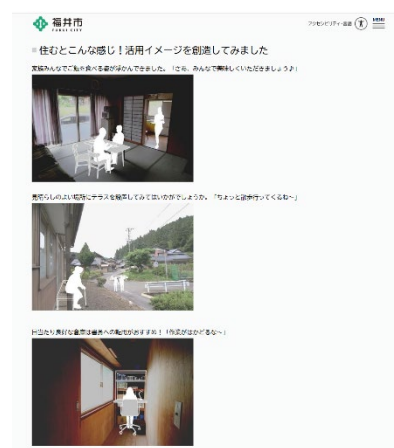 福井市
FUKUI CITY
アクセシビリティ・言語
MENU
住むとこんな感じ!活用イメージを創造してみました
家族みんなでご飯を食べる姿が浮かんできました。「さあ、みんなで美味しくいただきましょう♪」
見晴らしのよい場所にテラスを設置してみてはいかがでしょうか。「ちょっと散歩行ってくるね~」
日当たり良好な倉庫は書斎への転用がおすすめ!「作業がはかどるな~」